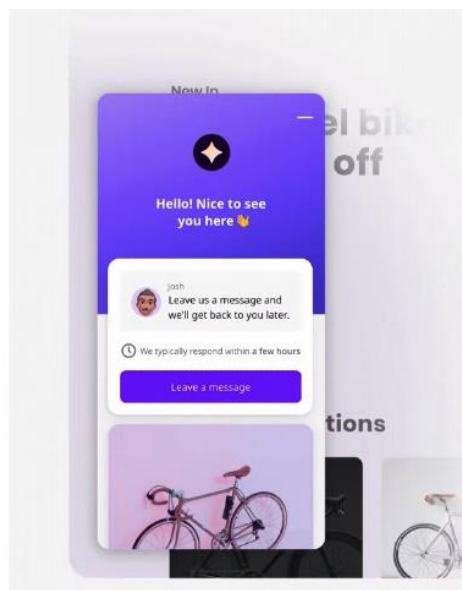 New In
el bik
off
Hello! Nice to see
you here 👋
Josh
Leave us a message and
we'll get back to you later.
We typically respond within a few hours
Leave a message
tions